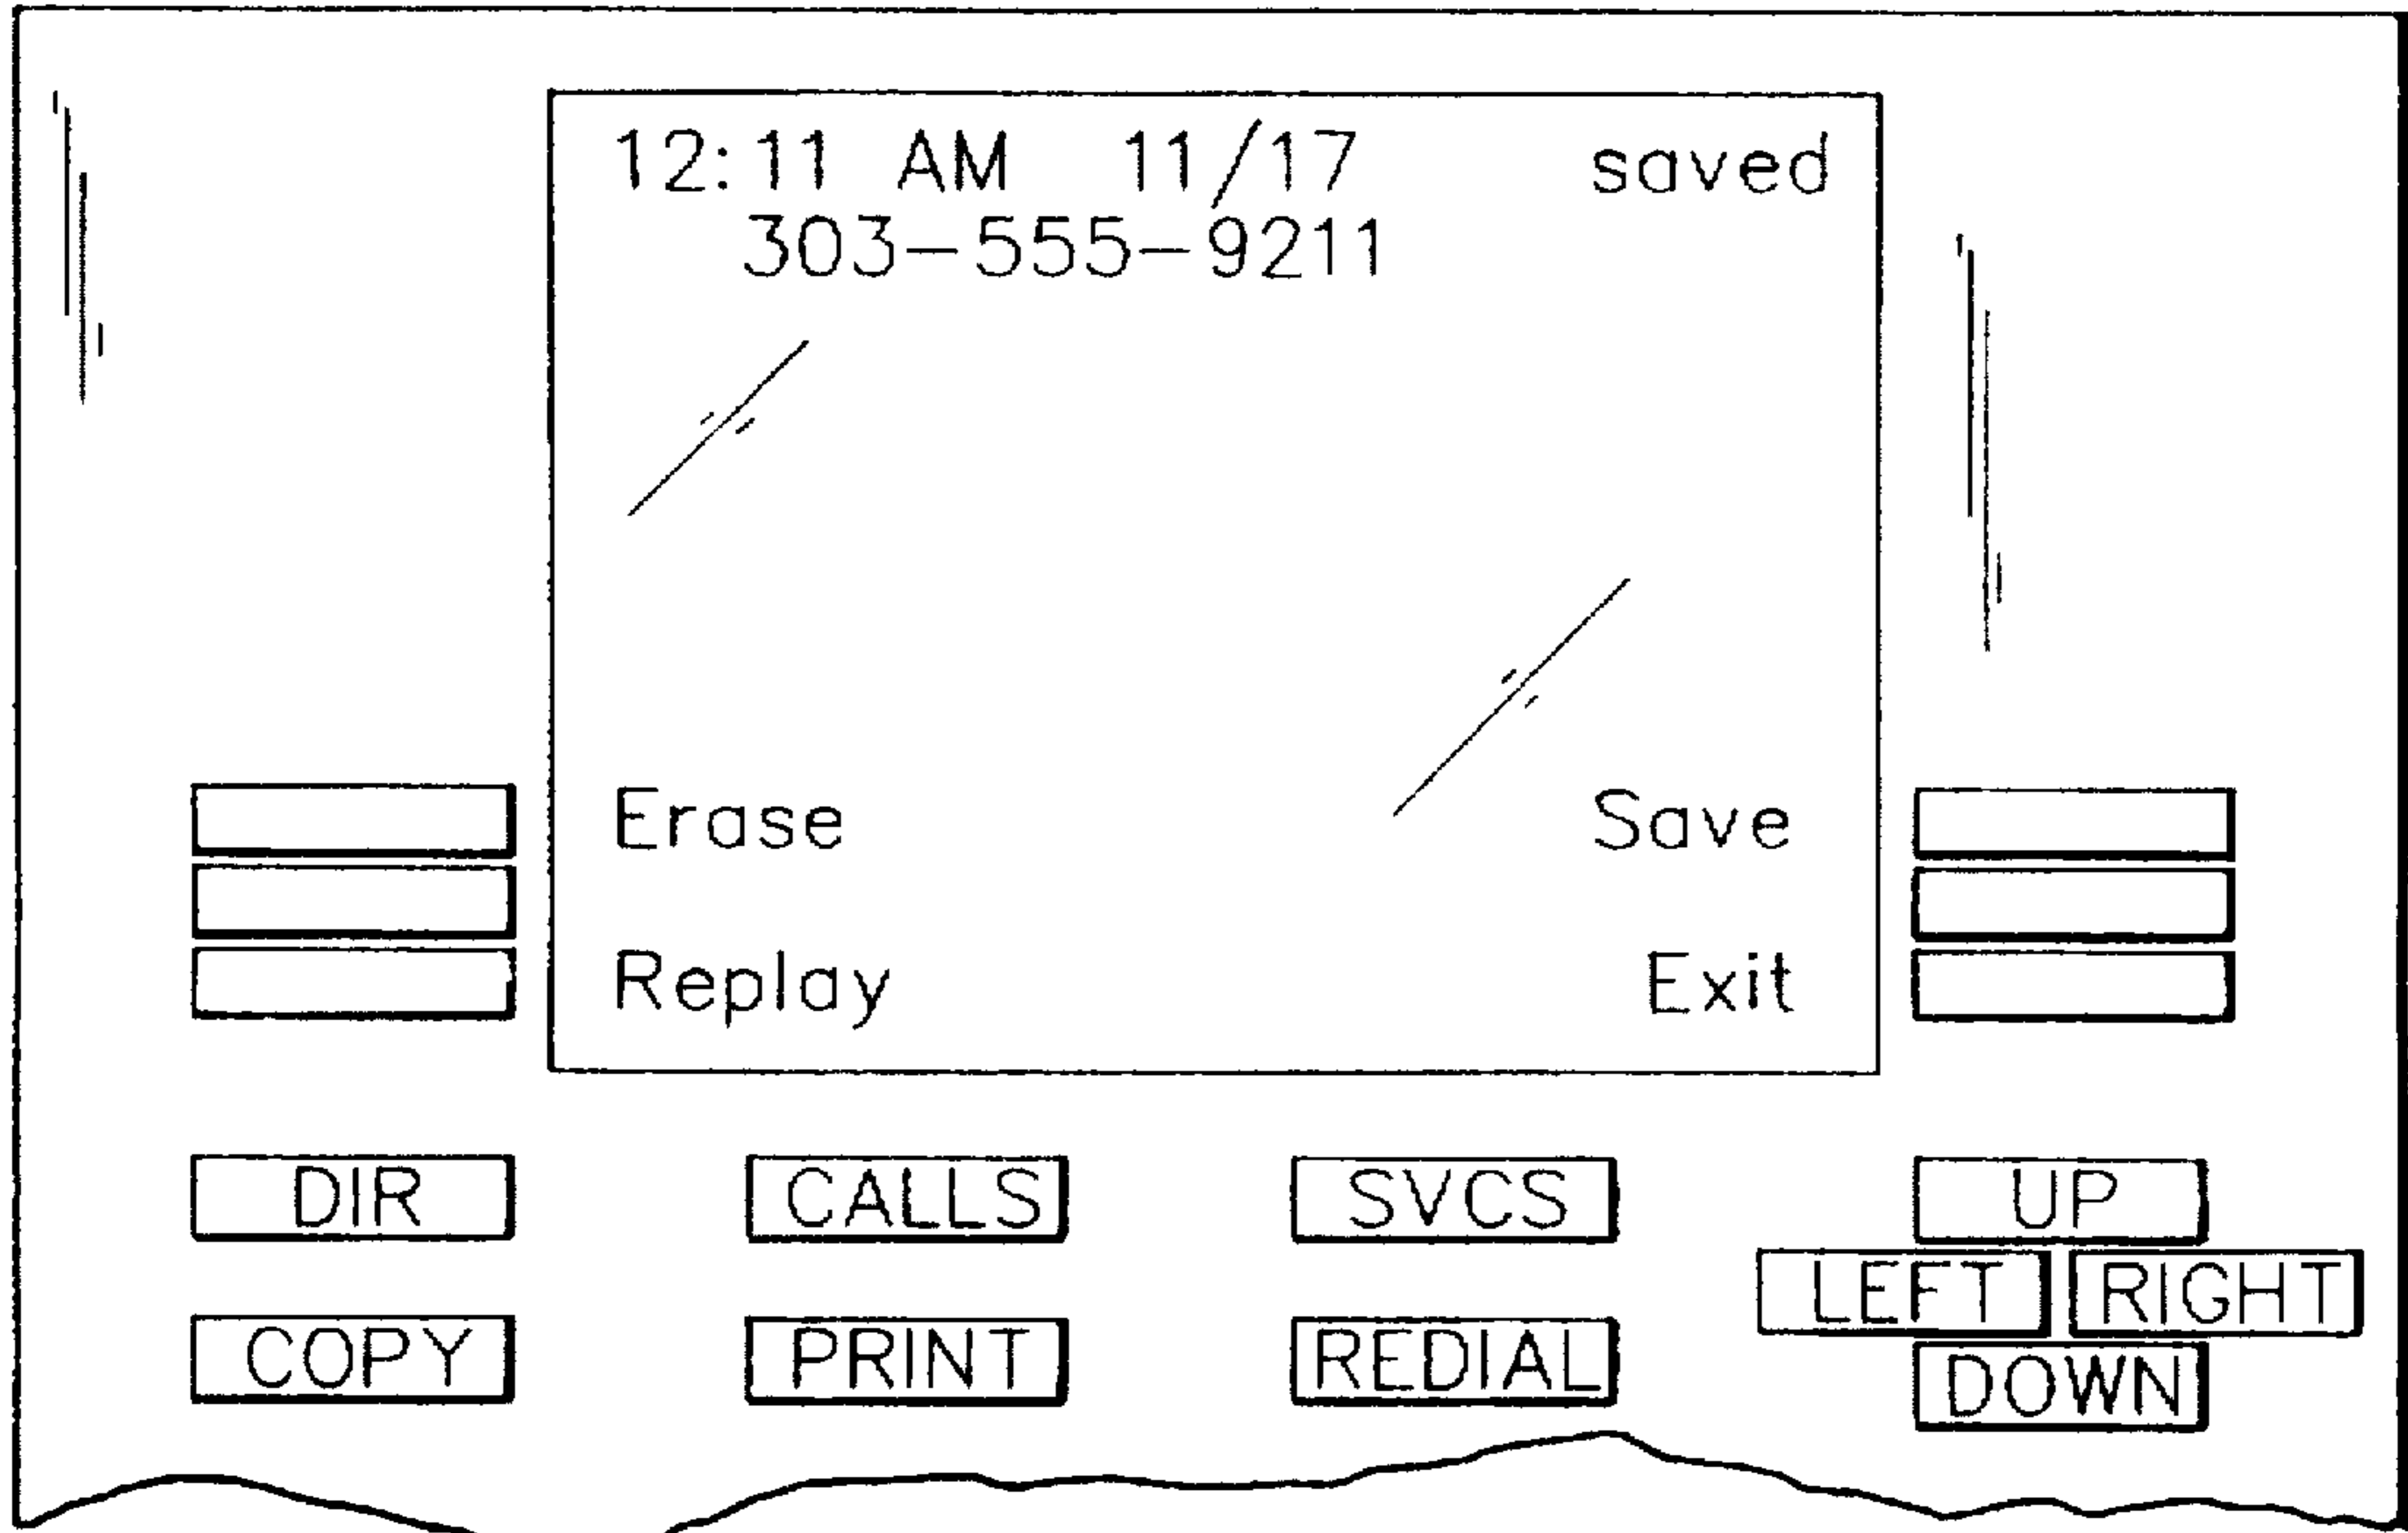 12:11 AM 11/17 saved
303-555-9211
Erase Save
Replay Exit
DIR CALLS SVCS UP
LEFT RIGHT
COPY PRINT REDIAL DOWN